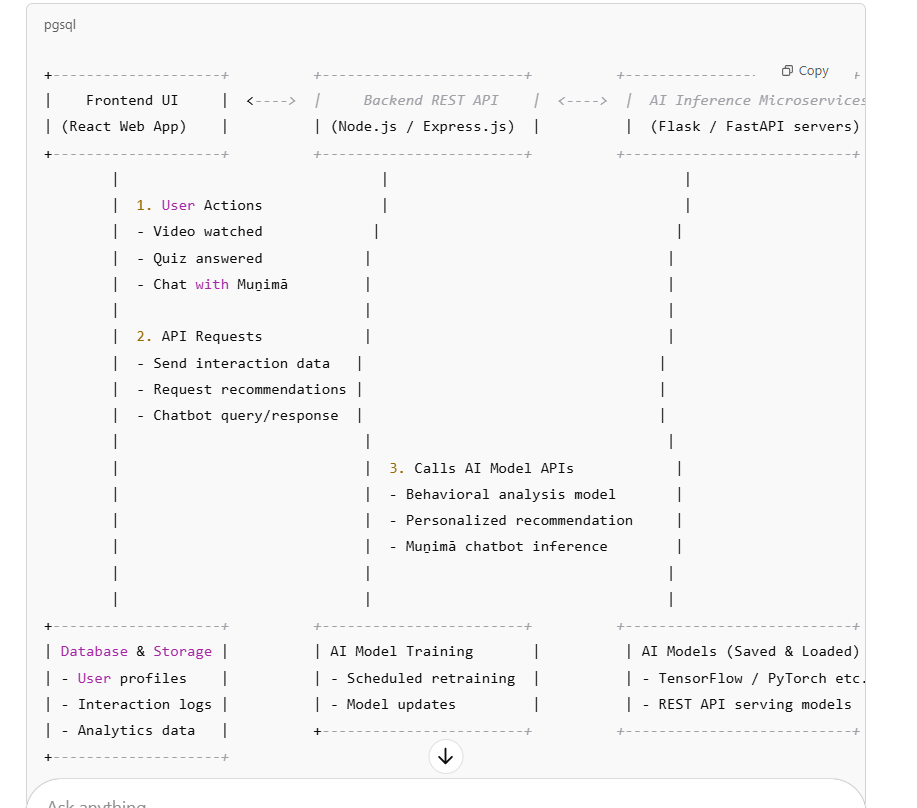 pgsql
Copy
+--------------------+          +------------------------+          +----------------------------+
|    Frontend UI     |  <---->  |     Backend REST API    |  <---->  |  AI Inference Microservices
| (React Web App)    |          | (Node.js / Express.js)  |          |  (Flask / FastAPI servers)
+--------------------+          +------------------------+          +----------------------------+
| | |
| 1. User Actions | |
| - Video watched | |
| - Quiz answered | |
| - Chat with Muṉimā | |
| | |
| 2. API Requests | |
| - Send interaction data | |
| - Request recommendations | |
| - Chatbot query/response | |
| | |
| | 3. Calls AI Model APIs |
| | - Behavioral analysis model |
| | - Personalized recommendation |
| | - Muṉimā chatbot inference |
| | |
| | |
+--------------------+          +------------------------+          +----------------------------+
| Database & Storage |          | AI Model Training       |          | AI Models (Saved & Loaded)
| - User profiles    |          | - Scheduled retraining  |          | - TensorFlow / PyTorch etc.
| - Interaction logs |          | - Model updates         |          | - REST API serving models
| - Analytics data   |          +------------------------+          +----------------------------+
+--------------------+
Ask anything